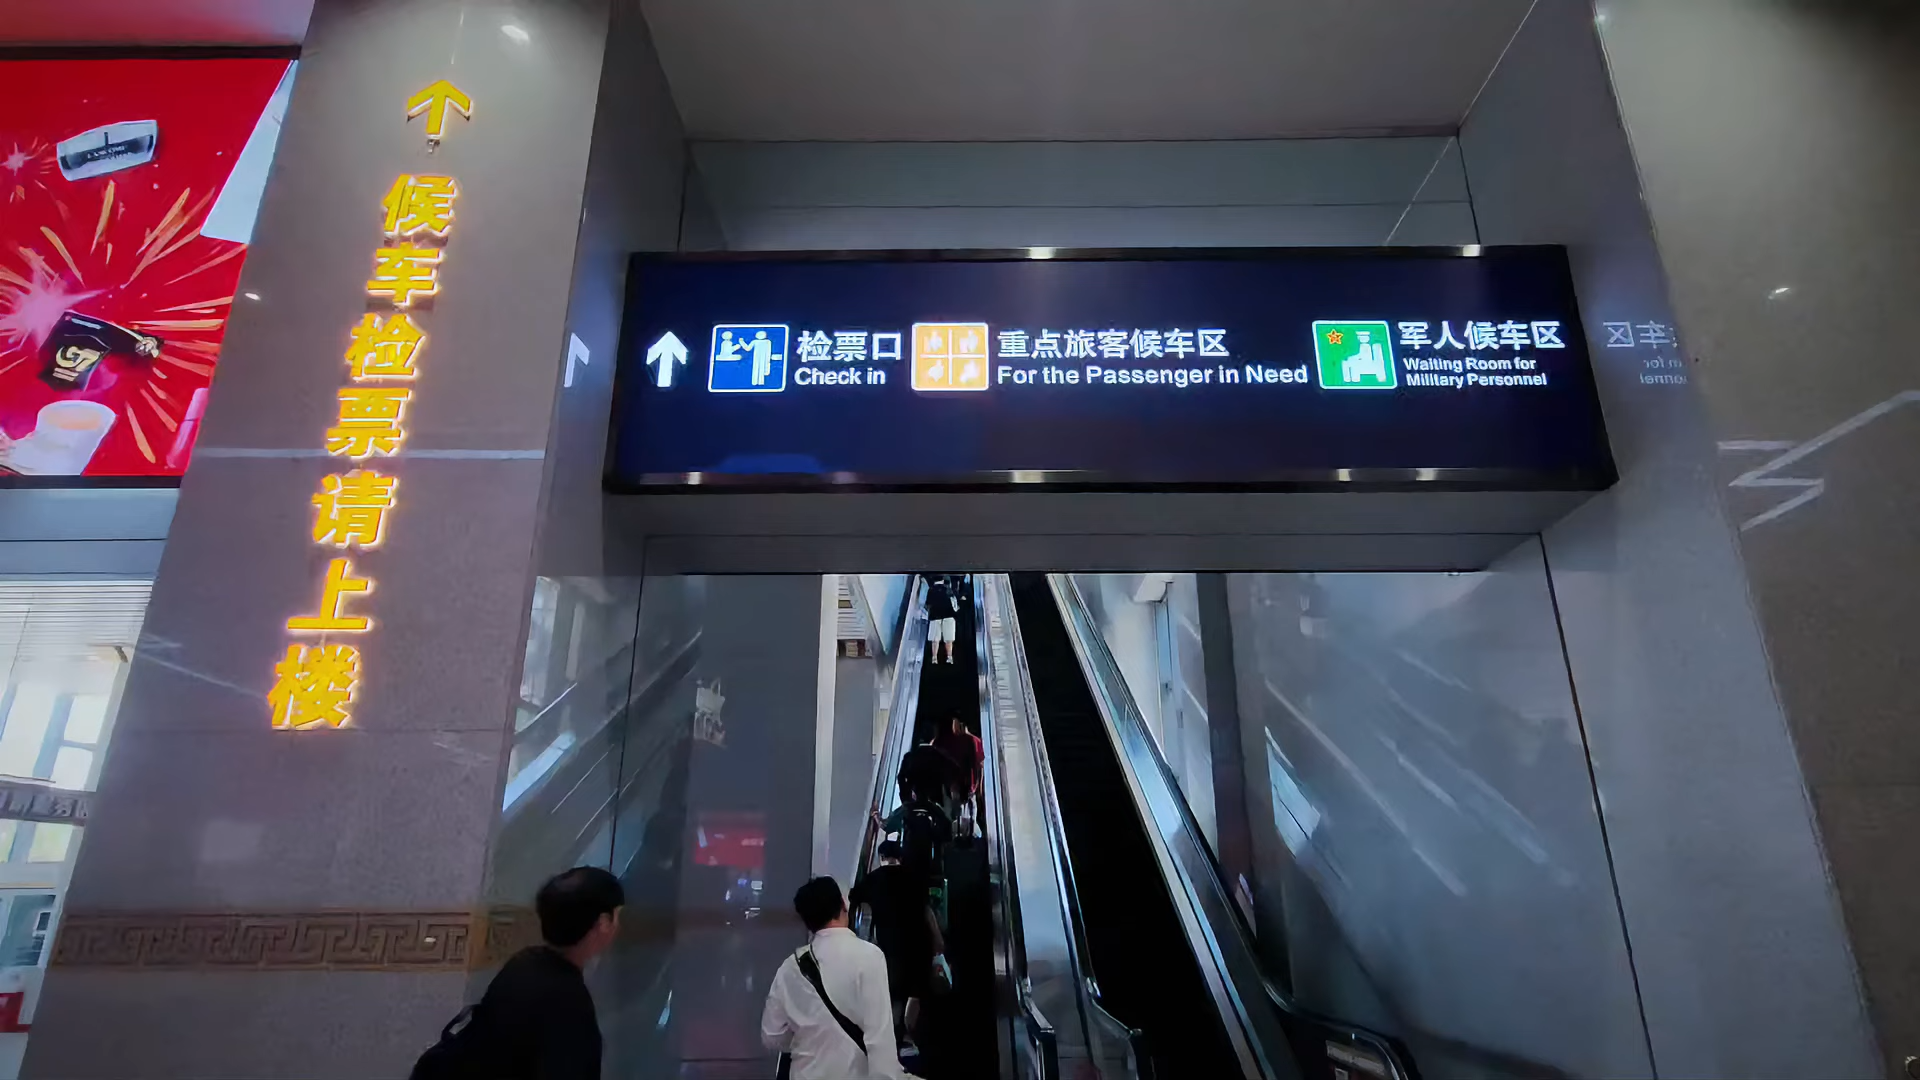 ↑
候车检票请上楼
检票口
Check in
重点旅客候车区
For the Passenger in Need
军人候车区
Waiting Room for
Military Personnel